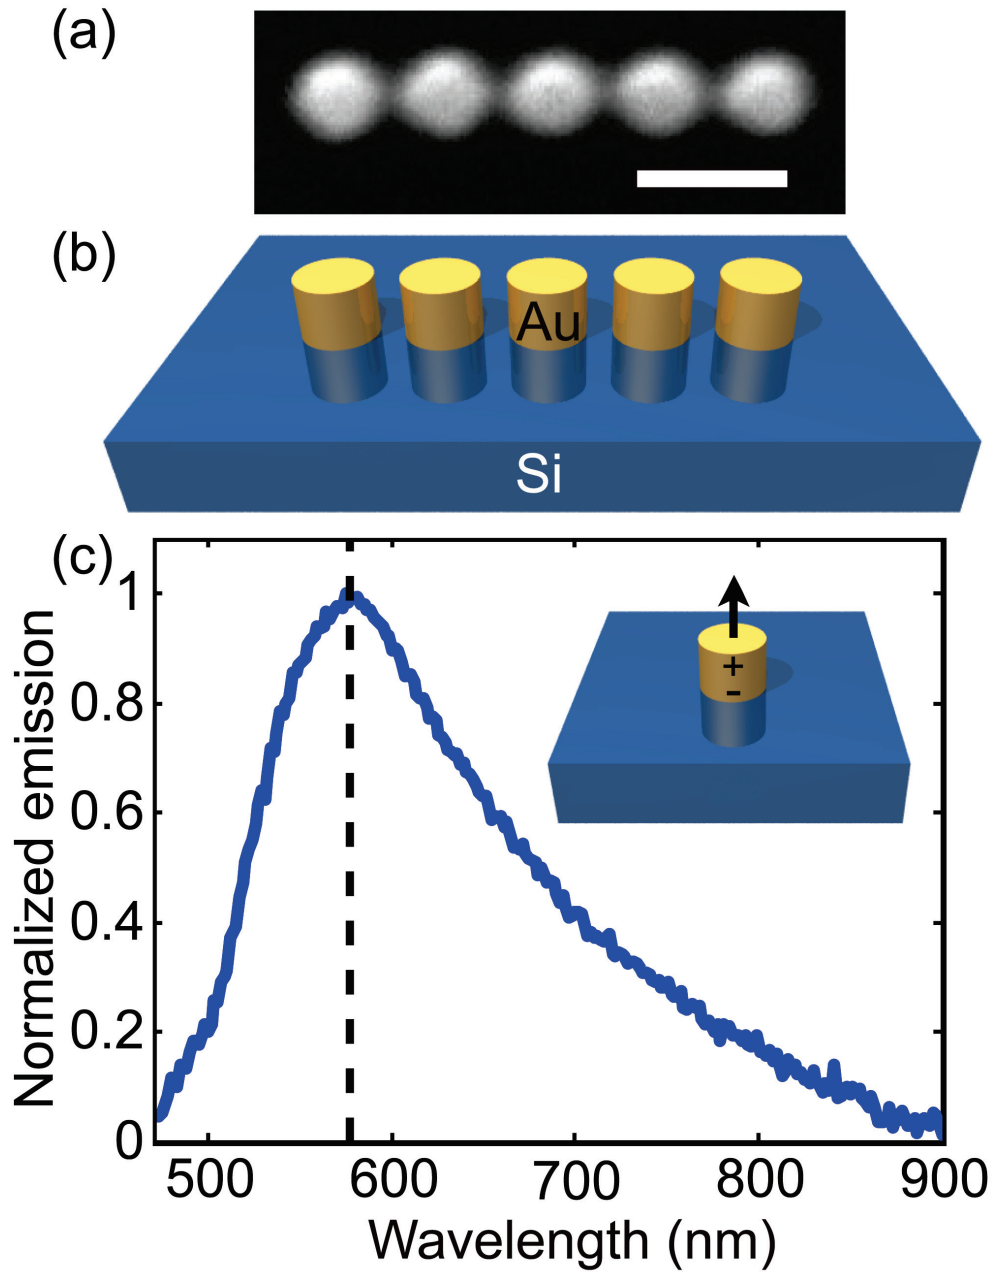 (a)
(b)
Au
Si
(c)
1
0.8
0.6
0.4
0.2
0
Normalized emission
+
-
500 600 700 800 900
Wavelength (nm)